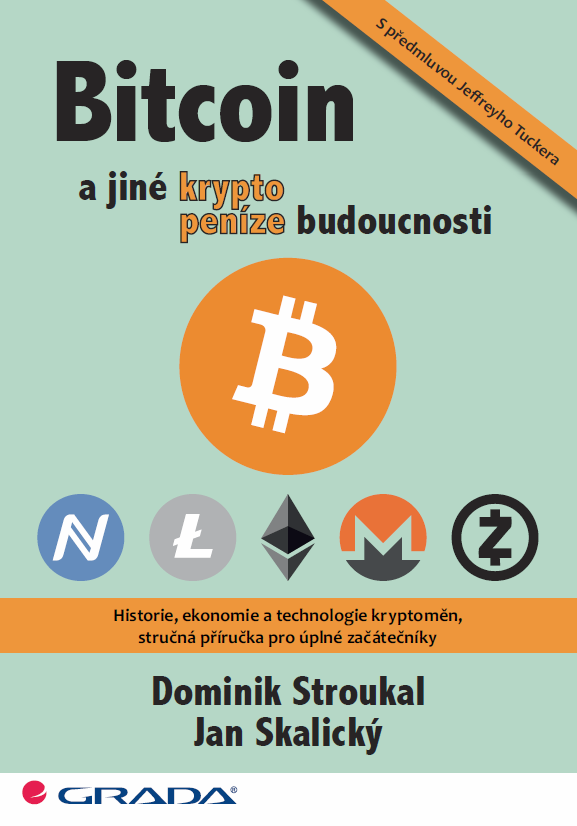 S předmluvou Jeffreyho Tuckera
Bitcoin
a jiné krypto
peníze budoucnosti
Historie, ekonomie a technologie kryptoměn,
stručná příručka pro úplné začátečníky
Dominik Stroukal
Jan Skalický
GRADA®